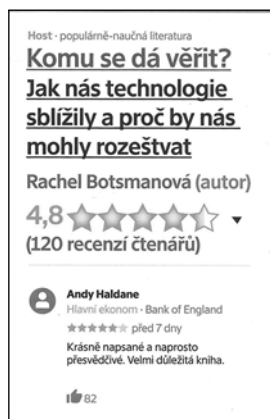 Host · populárně-naučná literatura
Komu se dá věřit?
Jak nás technologie
sblížily a proč by nás
mohly rozeštvat
Rachel Botsmanová (autor)
4,8
(120 recenzí čtenářů)
Andy Haldane
Hlavní ekonom · Bank of England
před 7 dny
Krásně napsané a naprosto
přesvědčivé. Velmi důležitá kniha.
82